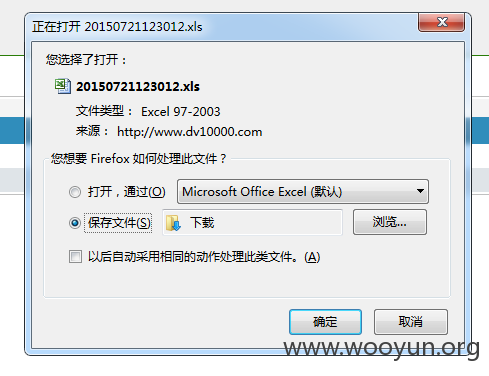 正在打开 20150721123012.xls
您选择了打开：
20150721123012.xls
文件类型： Excel 97-2003
来源： http://www.dv10000.com
您想要 Firefox 如何处理此文件？
打开，通过(O) Microsoft Office Excel (默认)
保存文件(S) 下载 浏览...
以后自动采用相同的动作处理此类文件。(A)
确定 取消
www.wooyun.org